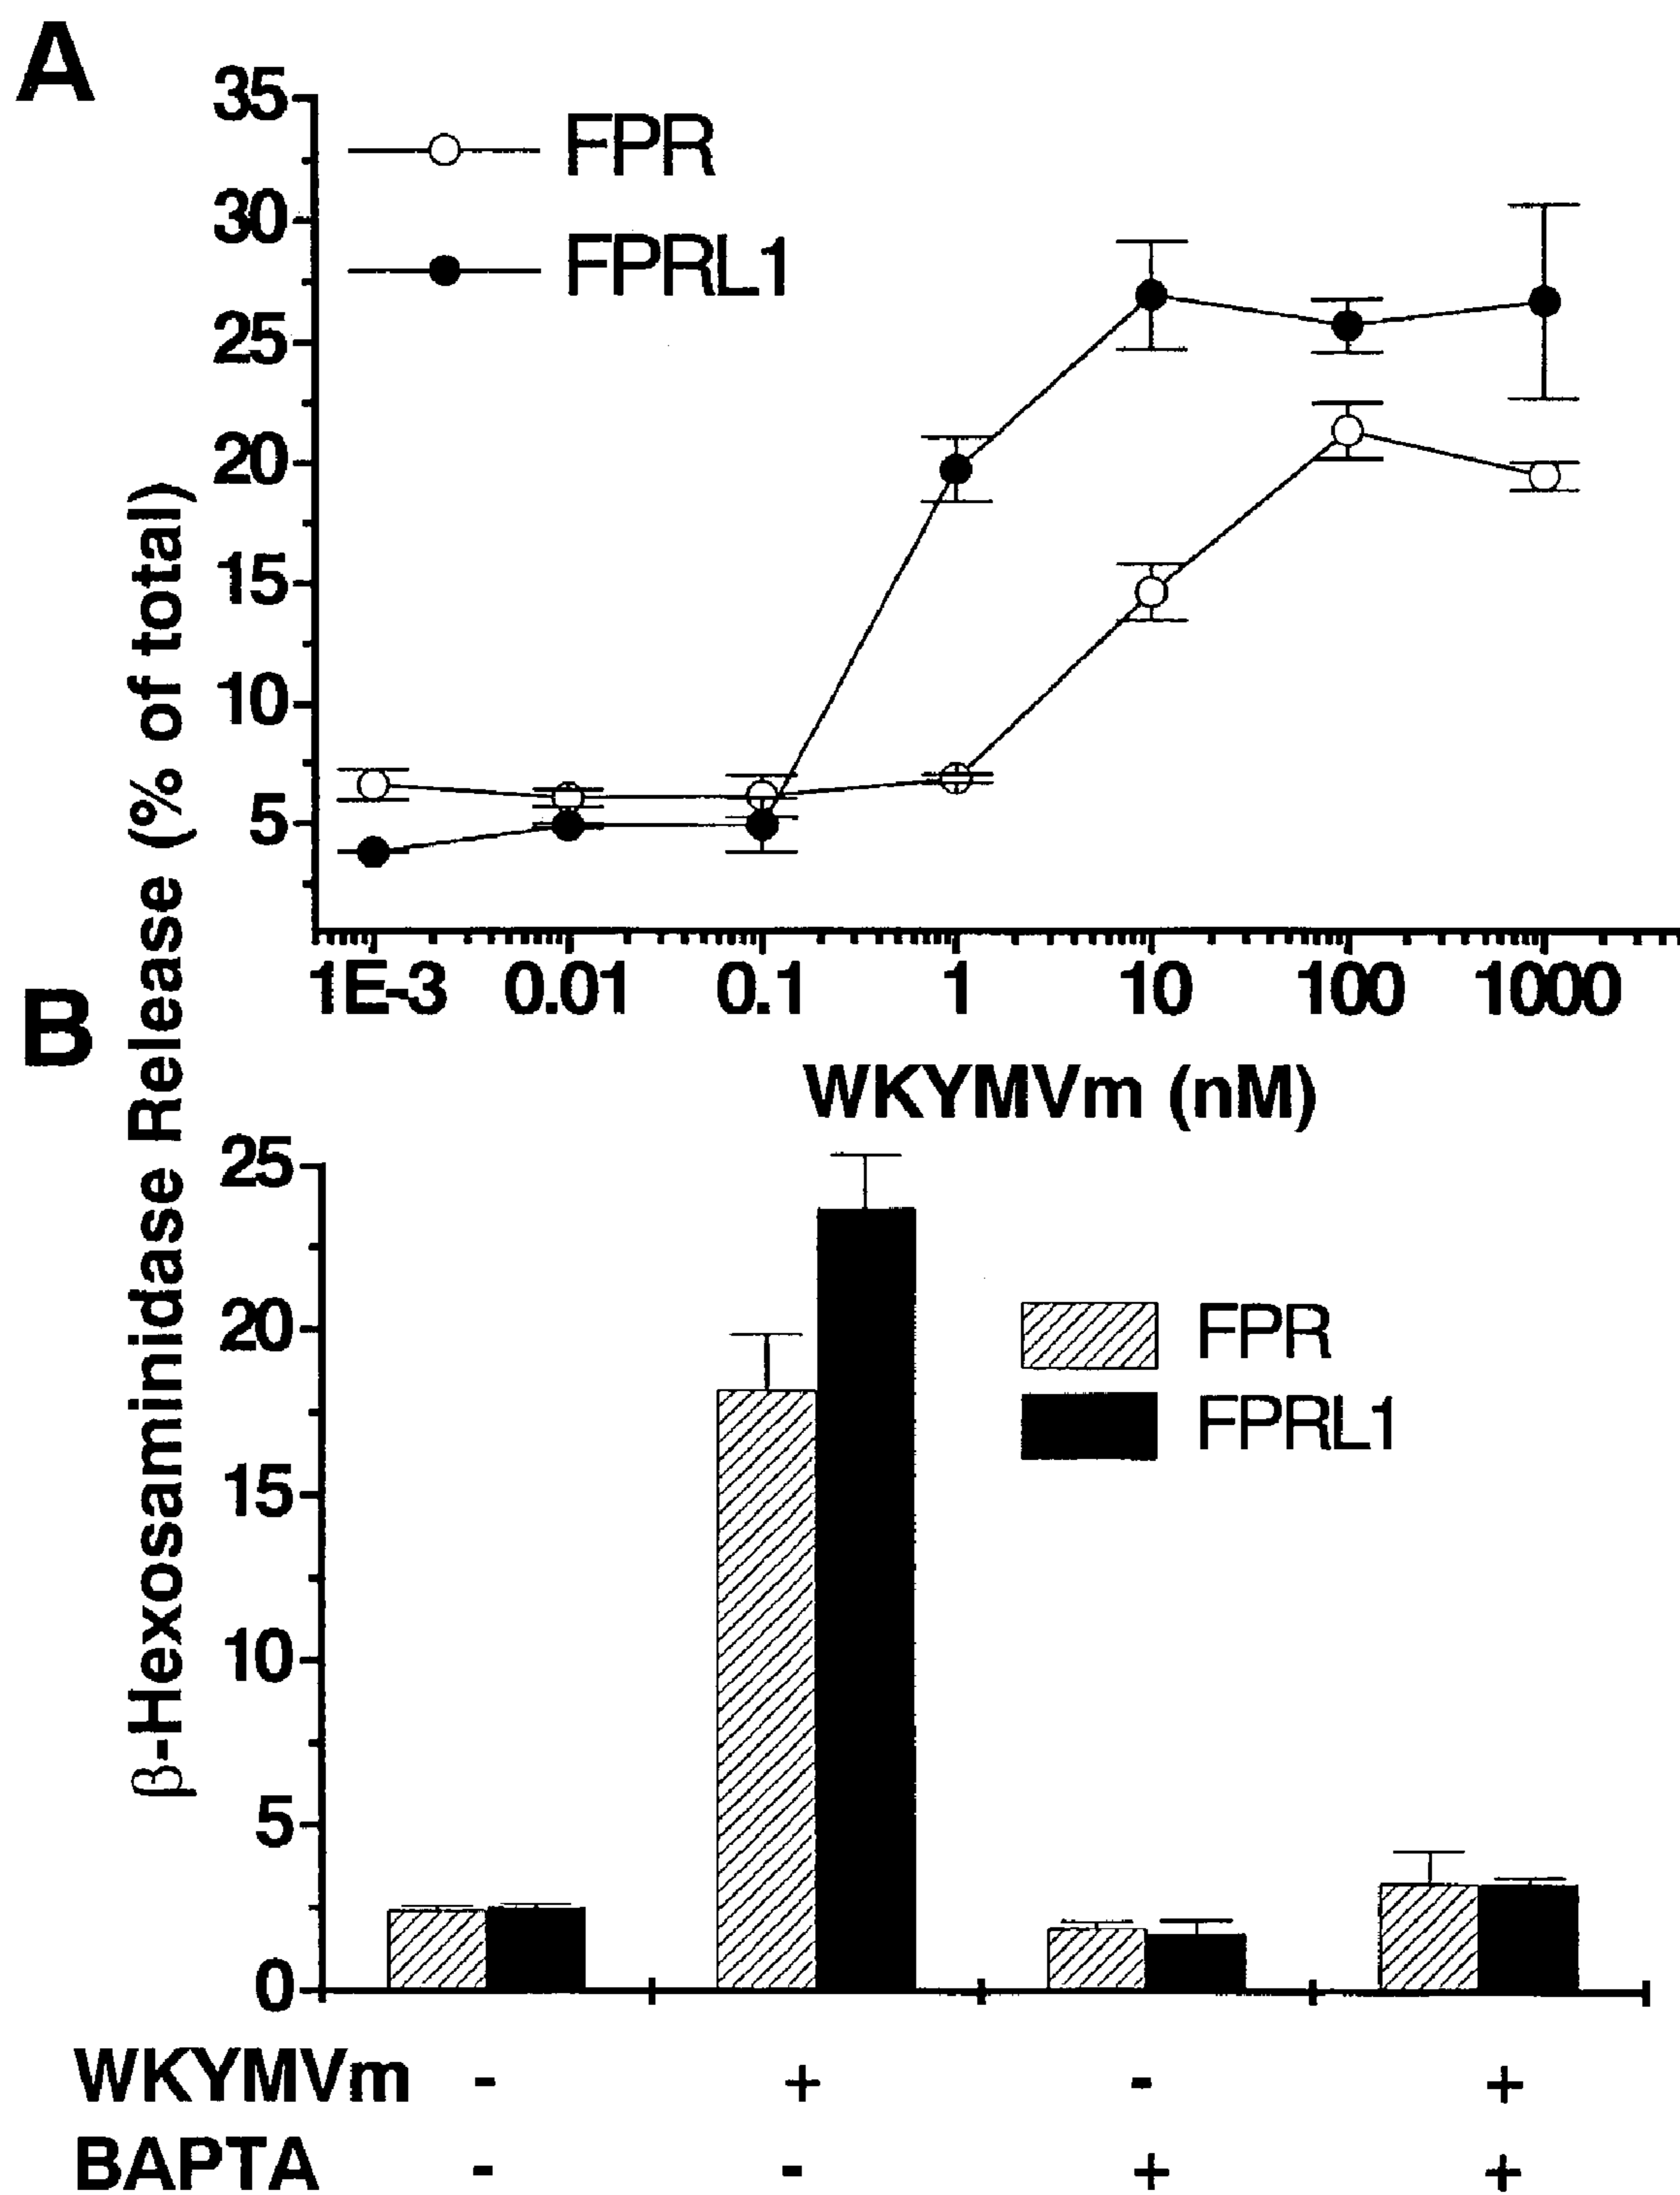 A
35
30
25
20
15
10
5
FPR
FPRL1
1E-3 0.01 0.1 1 10 100 1000
WKYMVm (nM)
β-Hexosaminidase Release (% of total)
B
25
20
15
10
5
0
FPR
FPRL1
WKYMVm - + - +
BAPTA - - + +